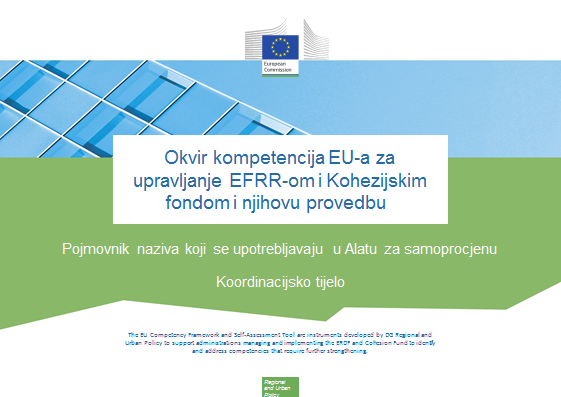 European
Commission
Okvir kompetencija EU-a za
upravljanje EFRR-om i Kohezijskim
fondom i njihovu provedbu
Pojmovnik naziva koji se upotrebljavaju u Alatu za samoprocjenu
Koordinacijsko tijelo
The EU Competency Framework and Self-Assessment Tool are instruments developed by DG Regional and
Urban Policy to support administrations managing and implementing the ERDF and Cohesion Fund to identify
and address competencies that require further strengthening.
Regional
and Urban
Policy